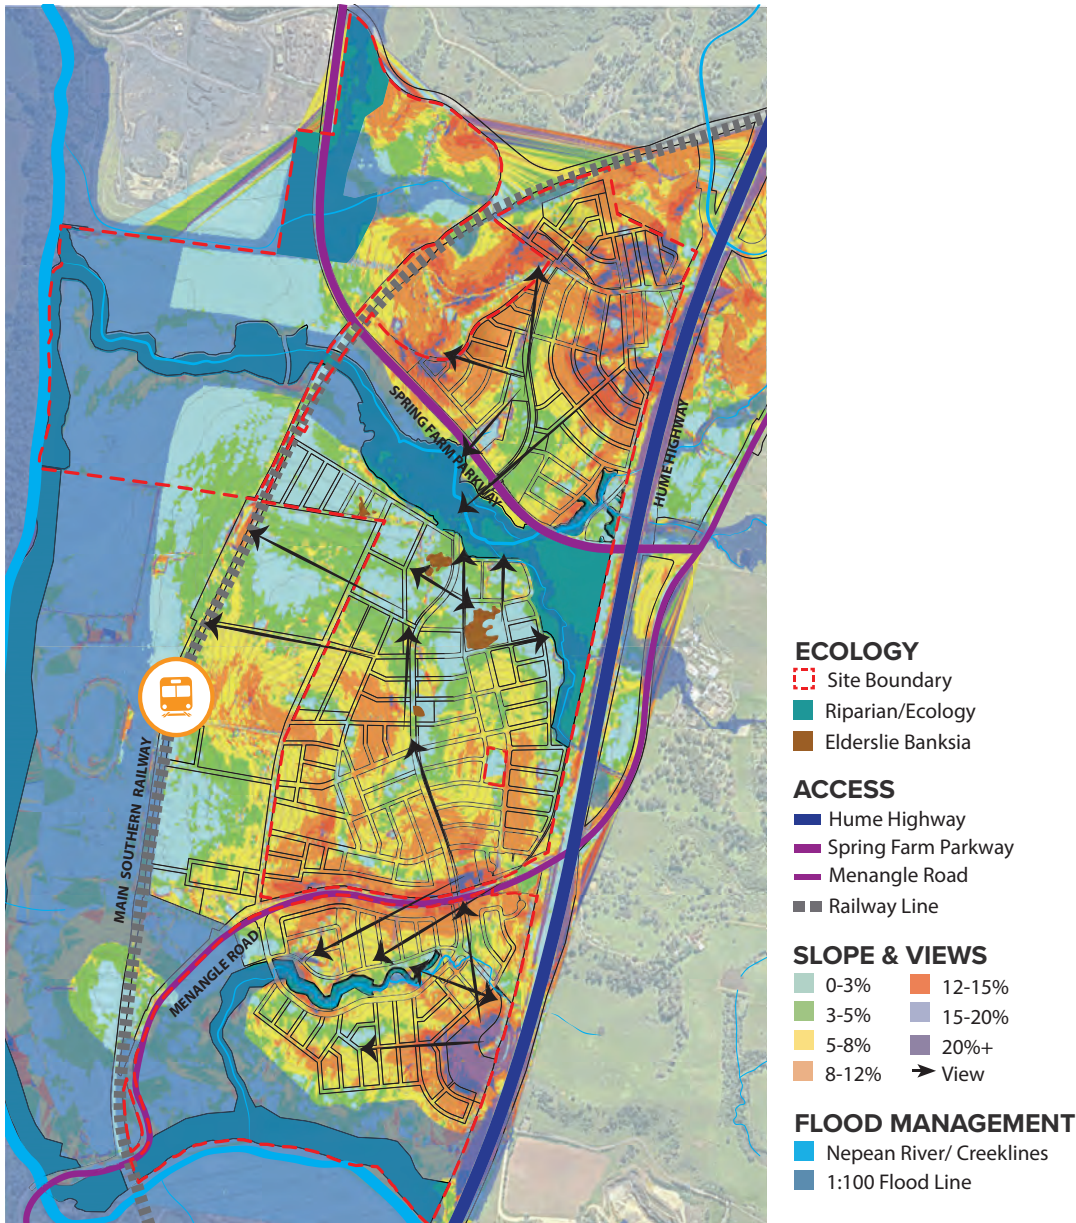 SPRING FARM PARKWAY
HUME HIGHWAY
MAIN SOUTHERN RAILWAY
MENANGLE ROAD
ECOLOGY
Site Boundary
Riparian/Ecology
Elderslie Banksia
ACCESS
Hume Highway
Spring Farm Parkway
Menangle Road
Railway Line
SLOPE & VIEWS
0-3%
3-5%
5-8%
8-12%
12-15%
15-20%
20%+
View
FLOOD MANAGEMENT
Nepean River/ Creeklines
1:100 Flood Line